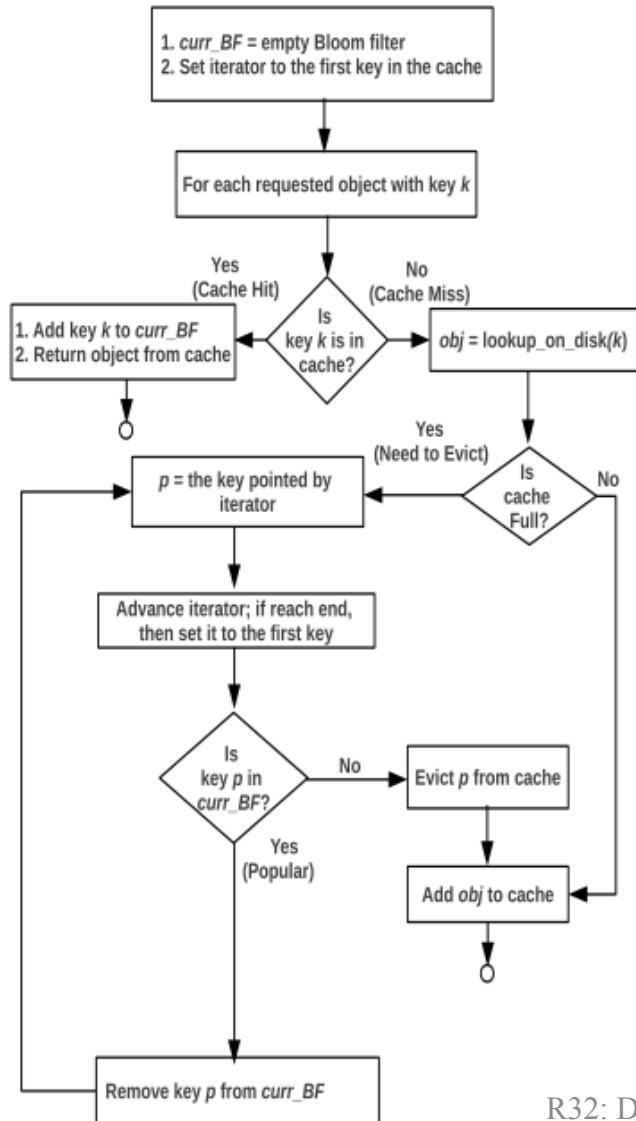 1. curr_BF = empty Bloom filter
2. Set iterator to the first key in the cache
For each requested object with key k
Yes
(Cache Hit)
No
(Cache Miss)
Is
key k is in
cache?
1. Add key k to curr_BF
2. Return object from cache
obj = lookup_on_disk(k)
Yes
(Need to Evict)
Is
cache
Full?
No
p = the key pointed by
iterator
Advance iterator; if reach end,
then set it to the first key
Is
key p in
curr_BF?
No
Evict p from cache
Yes
(Popular)
Add obj to cache
Remove key p from curr_BF
R32: D